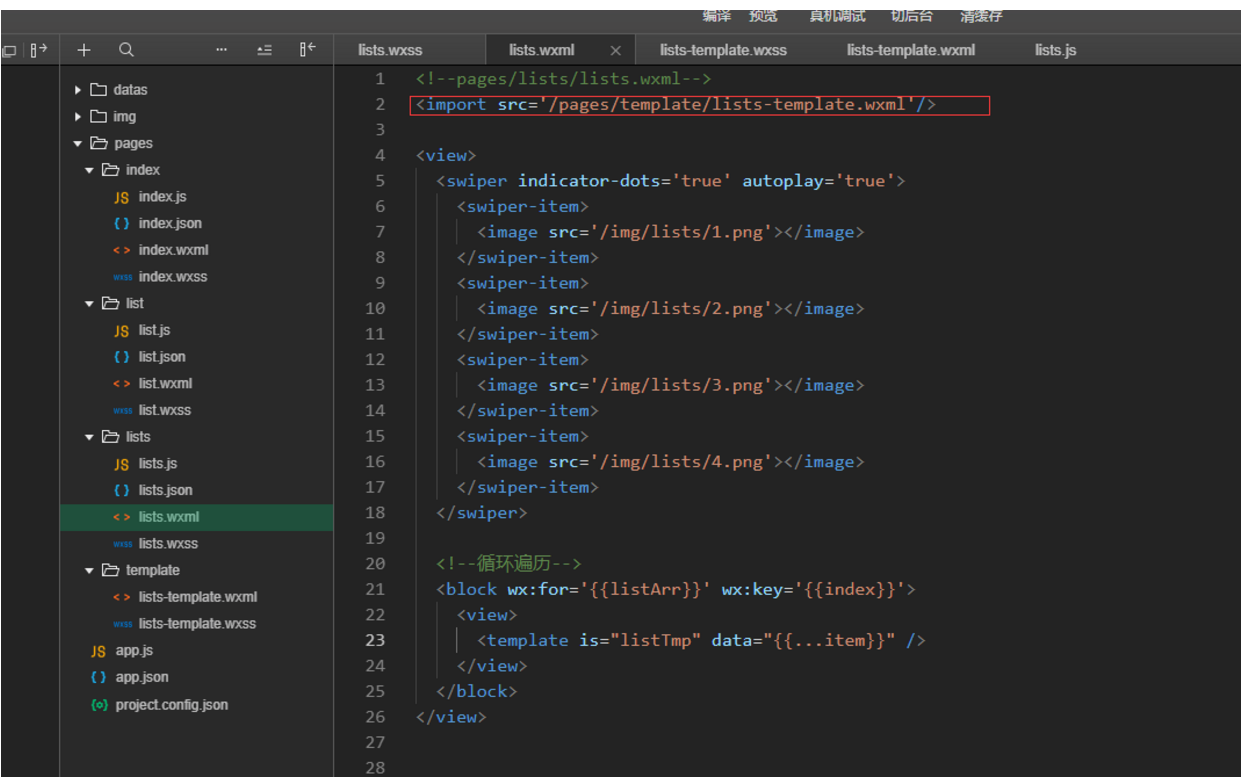 编译 预览 真机调试 切后台 清缓存
lists.wxss lists.wxml × lists-template.wxss lists-template.wxml lists.js
datas
img
pages
index
JS index.js
{ } index.json
<> index.wxml
wxss index.wxss
list
JS list.js
{ } list.json
<> list.wxml
wxss list.wxss
lists
JS lists.js
{ } lists.json
<> lists.wxml
wxss lists.wxss
template
<> lists-template.wxml
wxss lists-template.wxss
JS app.js
{ } app.json
{o} project.config.json
1 <!--pages/lists/lists.wxml-->
2 <import src='/pages/template/lists-template.wxml'/>
3
4 <view>
5 <swiper indicator-dots='true' autoplay='true'>
6 <swiper-item>
7 <image src='/img/lists/1.png'></image>
8 </swiper-item>
9 <swiper-item>
10 <image src='/img/lists/2.png'></image>
11 </swiper-item>
12 <swiper-item>
13 <image src='/img/lists/3.png'></image>
14 </swiper-item>
15 <swiper-item>
16 <image src='/img/lists/4.png'></image>
17 </swiper-item>
18 </swiper>
19
20 <!--循环遍历-->
21 <block wx:for='{{listArr}}' wx:key='{{index}}'>
22 <view>
23 <template is="listTmp" data="{{...item}}" />
24 </view>
25 </block>
26 </view>
27
28